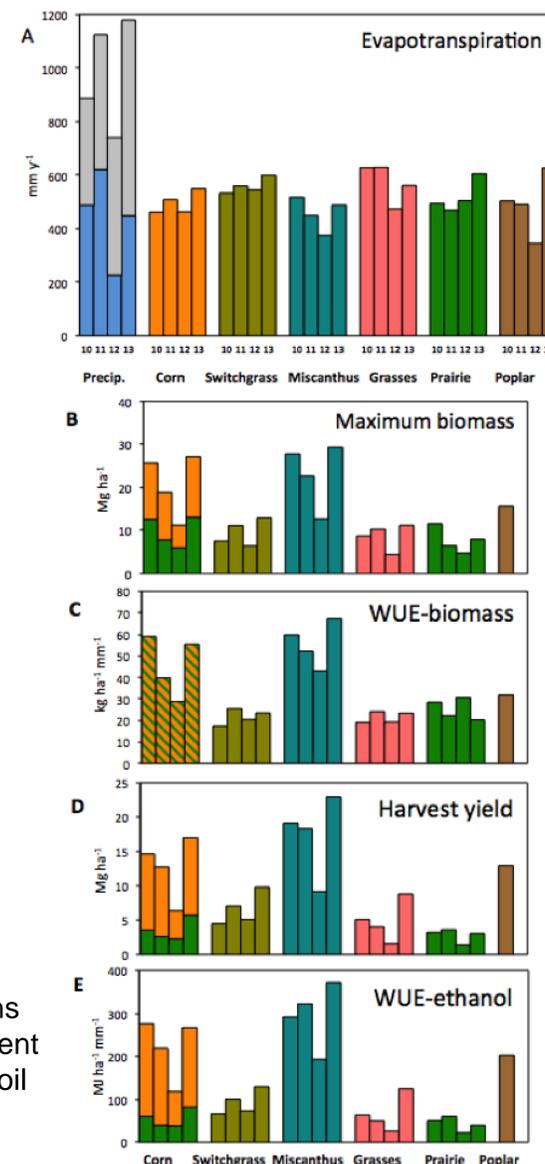 A
Evapotranspiration
mm y-1
1200
1000
800
600
400
200
0
10 11 12 13 10 11 12 13 10 11 12 13 10 11 12 13 10 11 12 13 10 11 12 13 10 11 12
Precip. Corn Switchgrass Miscanthus Grasses Prairie Poplar
B
Maximum biomass
Mg ha-1
40
30
20
10
0
C
WUE-biomass
kg ha-1 mm-1
80
70
60
50
40
30
20
10
0
D
Harvest yield
Mg ha-1
25
20
15
10
5
0
E
WUE-ethanol
MJ ha-1 mm-1
400
300
200
100
0
Corn Switchgrass Miscanthus Grasses Prairie Poplar
ns
ent
oil